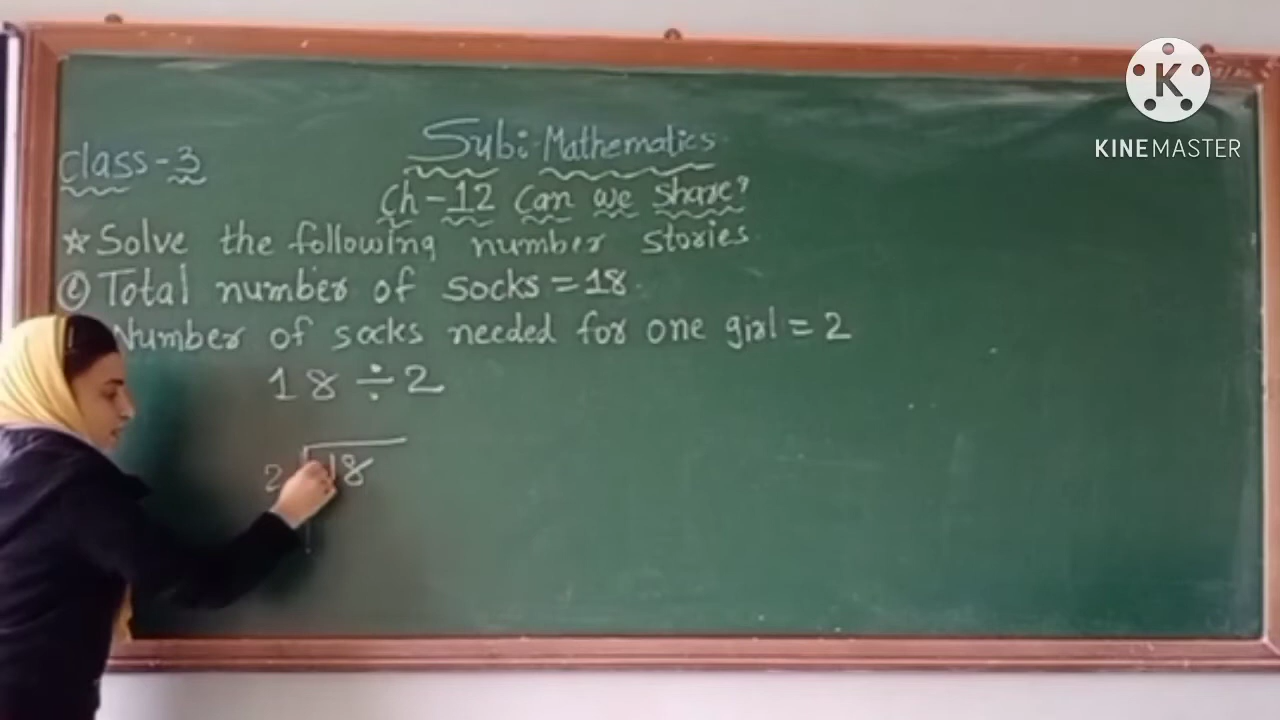 Class-3
Sub:-Mathematics
Ch-12 Can we share?
☆ Solve the following number stories.
Total number of socks = 18.
Number of socks needed for one girl = 2
18 ÷ 2
2 18
K
KINEMASTER